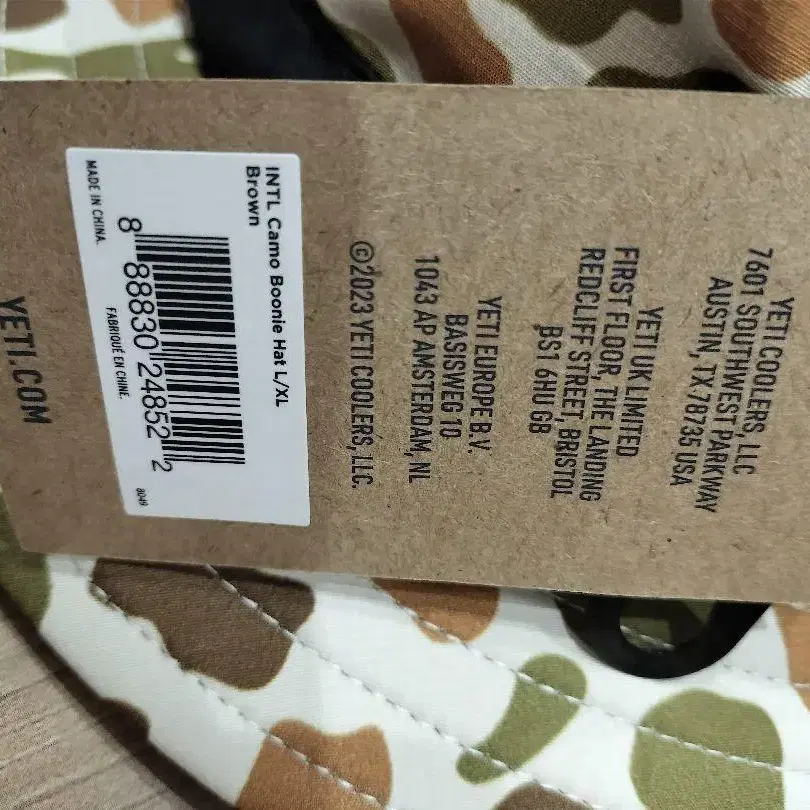 YETI COOLERS, LLC
7601 SOUTHWEST PARKWAY
AUSTIN, TX 78735 USA
YETI UK LIMITED
FIRST FLOOR, THE LANDING
REDCLIFF STREET, BRISTOL
BS1 6HU GB
YETI EUROPE B.V.
BASISWEG 10
1043 AP AMSTERDAM, NL
©2023 YETI COOLERS, LLC.
INTL Camo Boonie Hat L/XL
Brown
8 88830 24852 2
MADE IN CHINA. FABRIQUÉ EN CHINE. 8049
YETI.COM